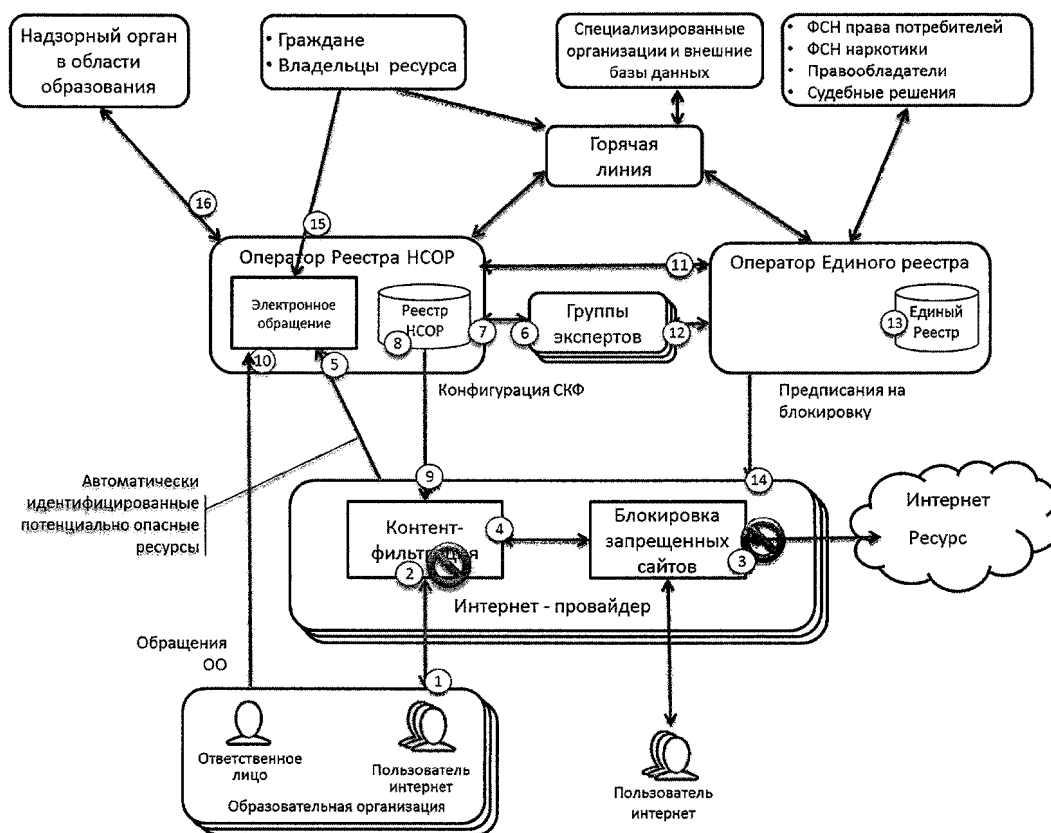 Надзорный орган
в области
образования
• Граждане
• Владельцы ресурса
Специализированные
организации и внешние
базы данных
• ФСН права потребителей
• ФСН наркотики
• Правообладатели
• Судебные решения
Горячая
линия
16
15
Оператор Реестра НСОР
11
Оператор Единого реестра
Электронное
обращение
Реестр
НСОР
8
7
6
Группы
экспертов
12
13
Единый
Реестр
10
5
Конфигурация СКФ
Предписания на
блокировку
Автоматически
идентифицированные
потенциально опасные
ресурсы
9
14
Контент-
фильтрация
2
4
Блокировка
запрещенных
сайтов
3
Интернет
Ресурс
Интернет - провайдер
Обращения
ОО
1
Ответственное
лицо
Пользователь
интернет
Образовательная организация
Пользователь
интернет